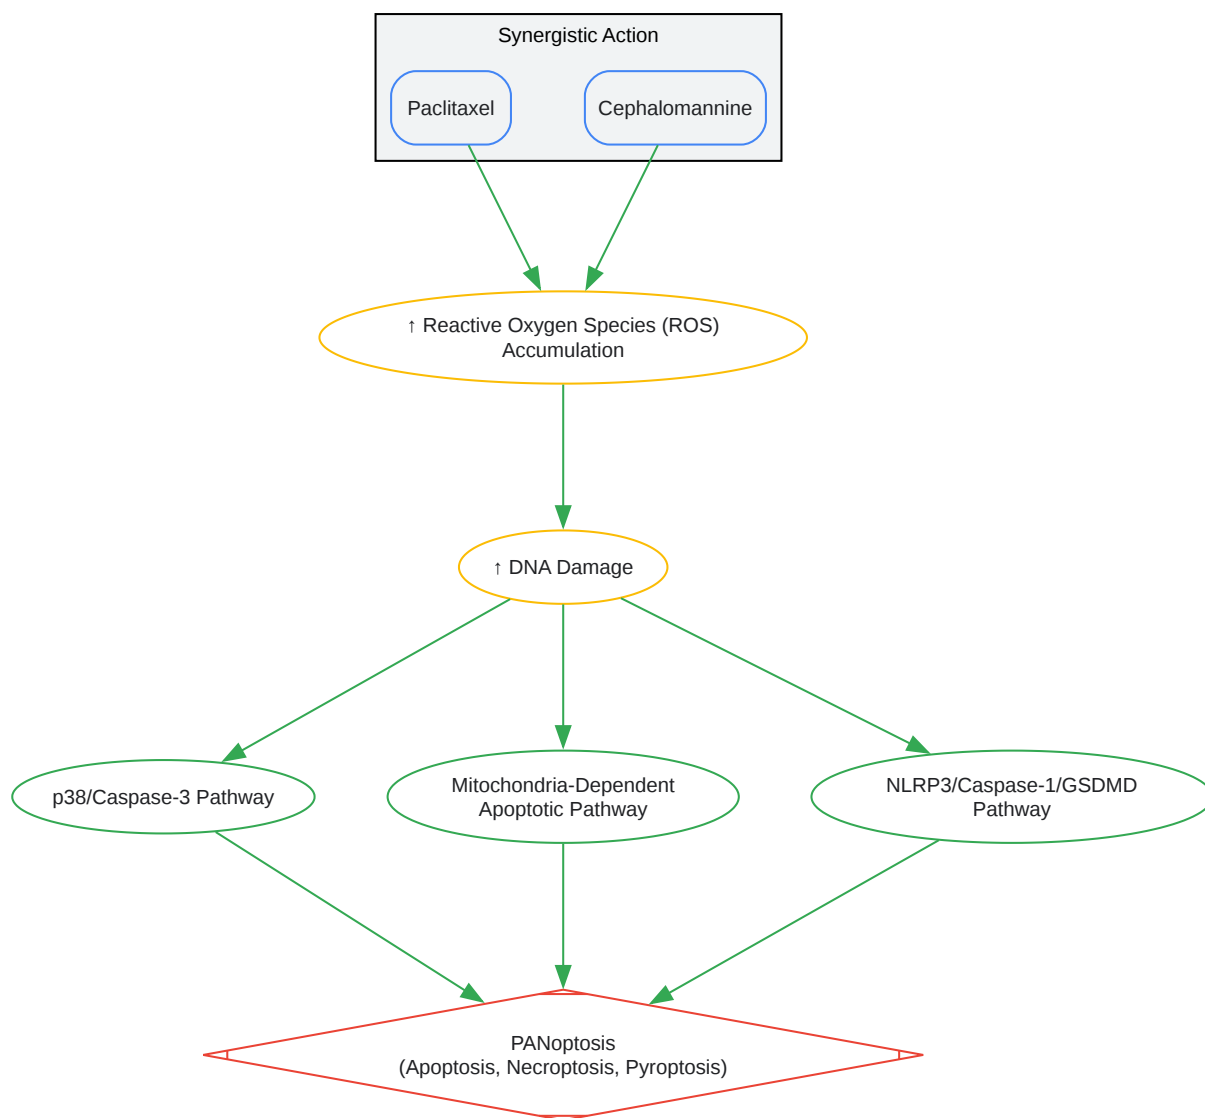 Synergistic Action
Paclitaxel
Cephalomannine
↑ Reactive Oxygen Species (ROS)
Accumulation
↑ DNA Damage
p38/Caspase-3 Pathway
Mitochondria-Dependent
Apoptotic Pathway
NLRP3/Caspase-1/GSDMD
Pathway
PANoptosis
(Apoptosis, Necroptosis, Pyroptosis)